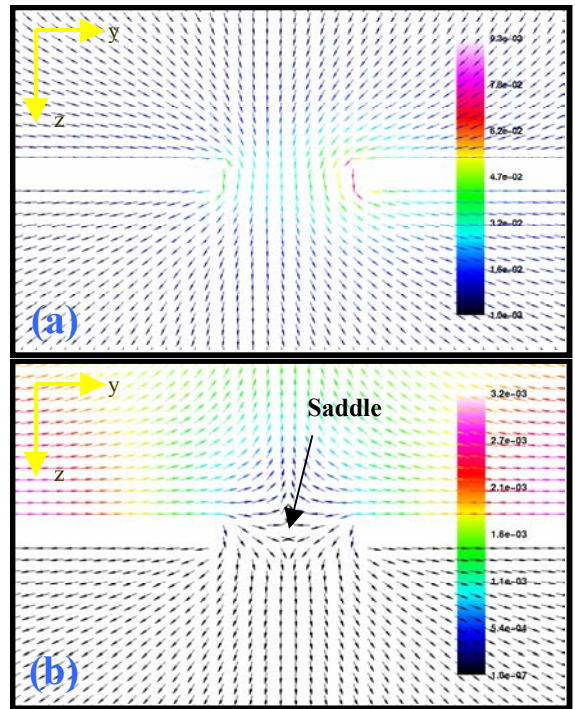 y
z
9.3e-02
7.8e-02
6.2e-02
4.7e-02
3.2e-02
1.6e-02
1.0e-03
(a)
y
Saddle
z
3.2e-03
2.7e-03
2.1e-03
1.6e-03
1.1e-03
5.4e-04
1.0e-07
(b)